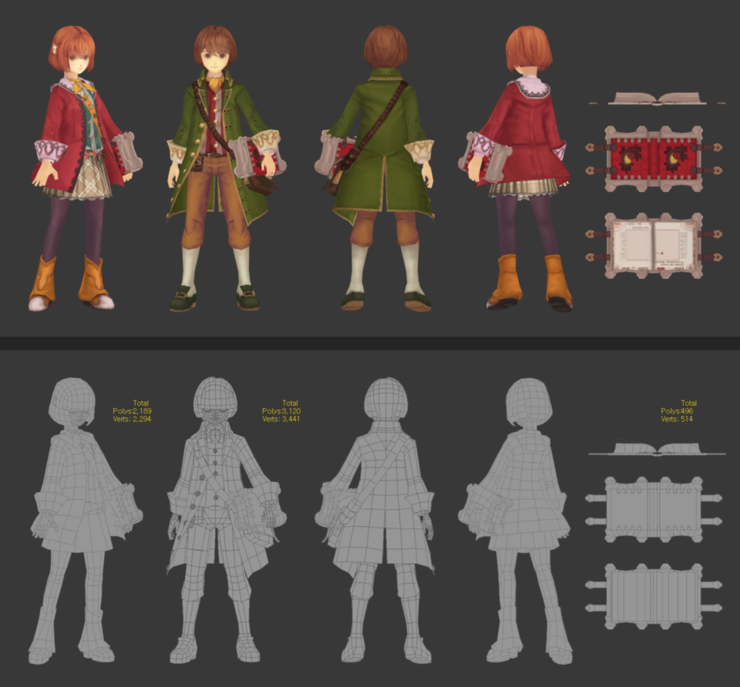 Total
Polys:2,189
Verts: 2,294
Total
Polys:3,120
Verts: 3,441
Total
Polys:496
Verts: 514